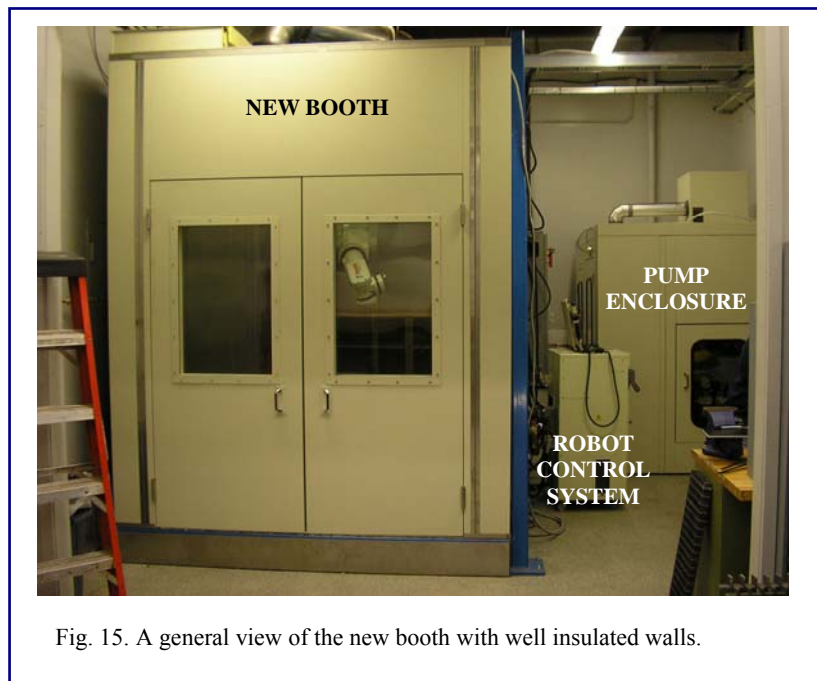 NEW BOOTH
PUMP
ENCLOSURE
ROBOT
CONTROL
SYSTEM
Fig. 15. A general view of the new booth with well insulated walls.